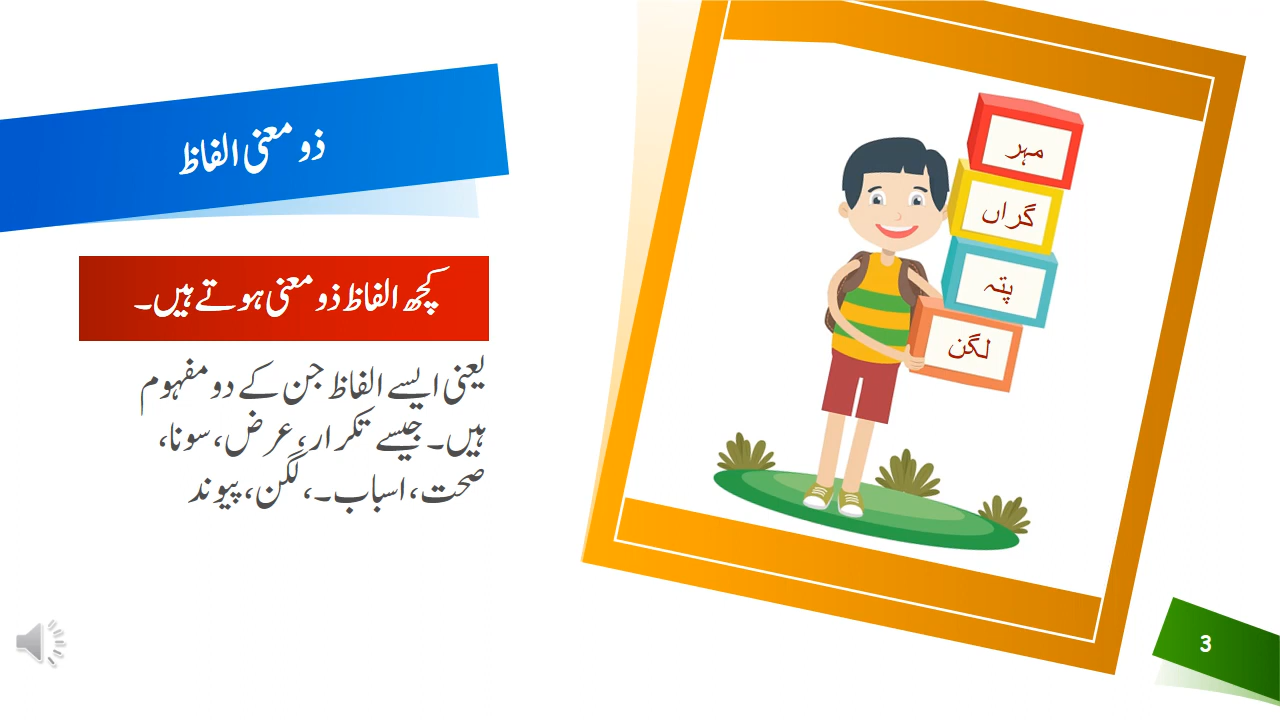 ذو معنی الفاظ
کچھ الفاظ ذو معنی ہوتے ہیں۔
یعنی ایسے الفاظ جن کے دو مفہوم
ہیں۔ جیسے تکرار، عرض، سونا،
صحت، اسباب۔، لگن، پیوند
مہر
گراں
پتہ
لگن
3